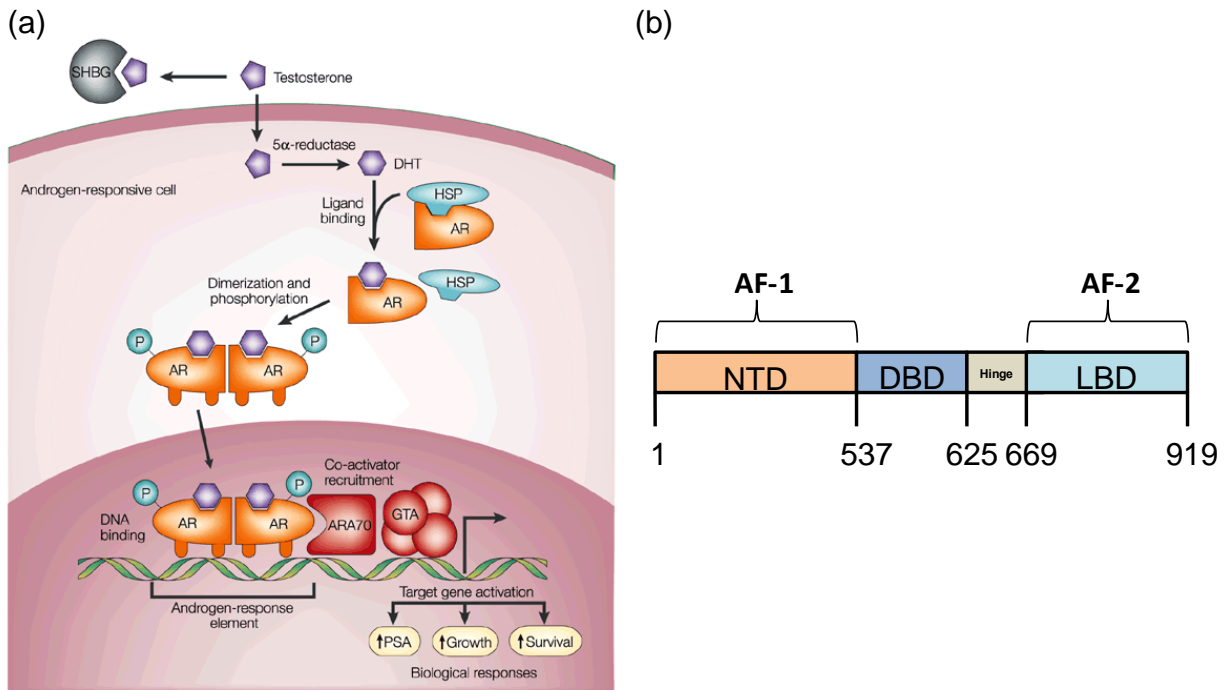 (a)
SHBG
Testosterone
5α-reductase
DHT
Androgen-responsive cell
HSP
Ligand
binding
AR
HSP
AR
Dimerization and
phosphorylation
P
P
AR
AR
Co-activator
recruitment
P
P
DNA
binding
AR
AR
ARA70
GTA
Androgen-response
element
Target gene activation
↑PSA
↑Growth
↑Survival
Biological responses
(b)
AF-1
AF-2
NTD
DBD
Hinge
LBD
1
537
625
669
919